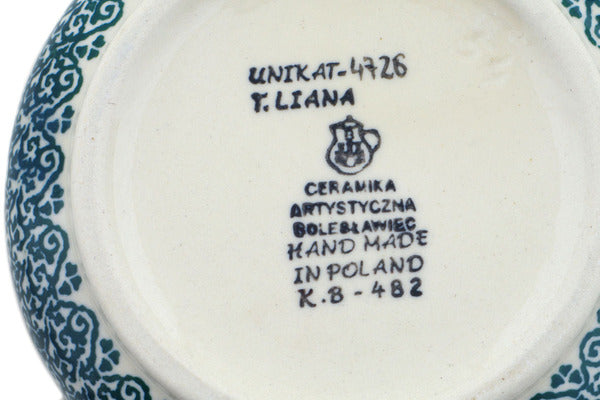 UNIKAT-4726
T. LIANA
CERAMIKA
ARTYSTYCZNA
BOLESŁAWIEC
HAND MADE
IN POLAND
K.8 - 482